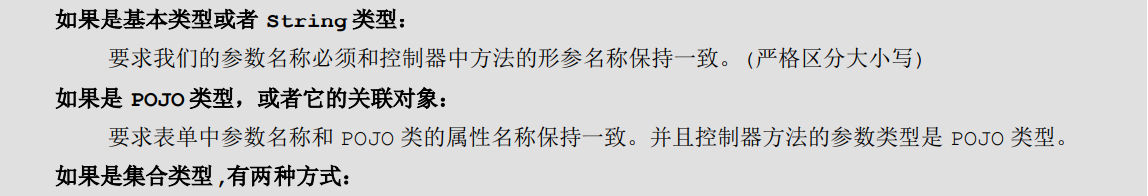 如果是基本类型或者 String 类型：
要求我们的参数名称必须和控制器中方法的形参名称保持一致。(严格区分大小写)
如果是 POJO 类型，或者它的关联对象：
要求表单中参数名称和 POJO 类的属性名称保持一致。并且控制器方法的参数类型是 POJO 类型。
如果是集合类型,有两种方式：